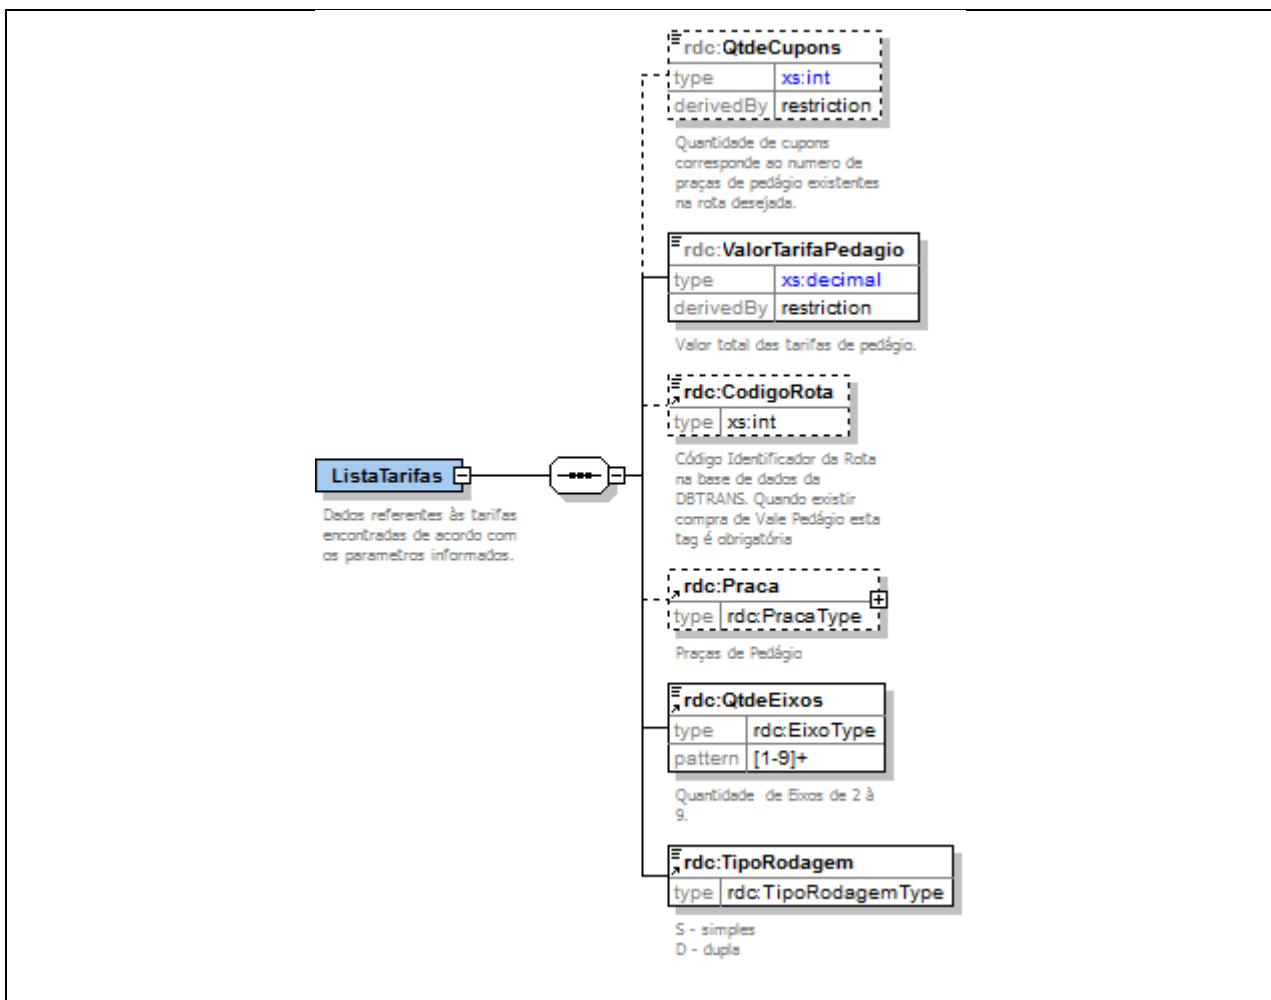 rdc:QtdeCupons
type xs:int
derivedBy restriction
Quantidade de cupons
corresponde ao numero de
praças de pedágio existentes
na rota desejada.
rdc:ValorTarifaPedagio
type xs:decimal
derivedBy restriction
Valor total das tarifas de pedágio.
rdc:CodigoRota
type xs:int
Código Identificador da Rota
na base de dados da
DBTRANS. Quando existir
compra de Vale Pedágio esta
tag é obrigatória
ListaTarifas
Dados referentes às tarifas
encontradas de acordo com
os parametros informados.
rdc:Praca
type rdc:PracaType
Praças de Pedágio
rdc:QtdeEixos
type rdc:EixoType
pattern [1-9]+
Quantidade de Eixos de 2 à
9.
rdc:TipoRodagem
type rdc:TipoRodagemType
S - simples
D - dupla